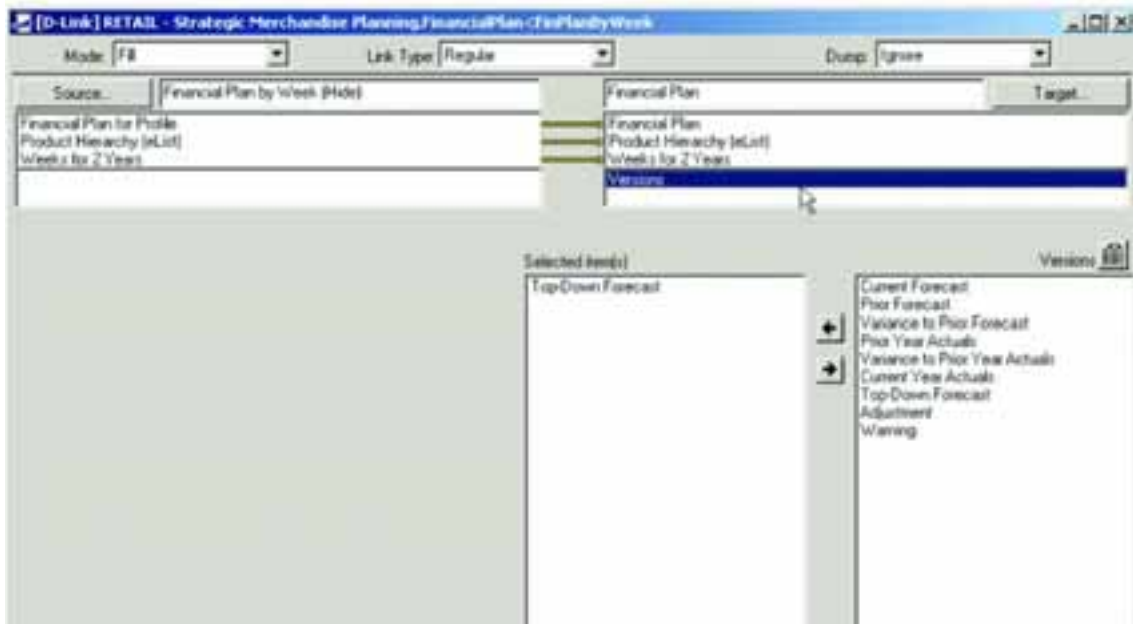 [D-Link] RETAIL - Strategic Merchandise Planning.FinancialPlan<FinPlanByWeek
Mode: Fill Link Type: Regular Dump: Ignore
Source... Financial Plan by Week (Hide) Financial Plan Target...
Financial Plan for Profile Financial Plan
Product Hierarchy (eList) Product Hierarchy (eList)
Weeks for 2 Years Weeks for 2 Years
Versions
Selected item(s) Versions
Top-Down Forecast Current Forecast
Prior Forecast
Variance to Prior Forecast
Prior Year Actuals
Variance to Prior Year Actuals
Current Year Actuals
Top-Down Forecast
Adjustment
Warning